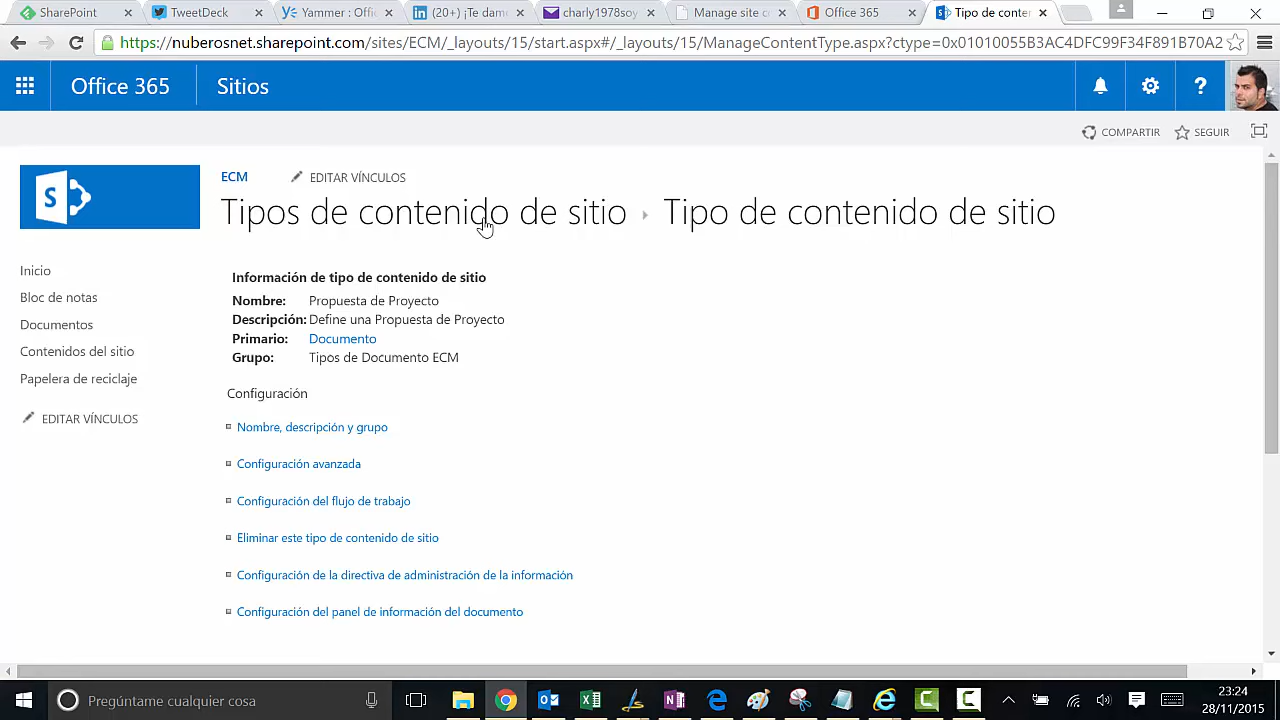 SharePoint
TweetDeck
Yammer : Offi
(20+) ¡Te dam
charly1978soy
Manage site c
Office 365
Tipo de conter
https://nuberosnet.sharepoint.com/sites/ECM/_layouts/15/start.aspx#/_layouts/15/ManageContentType.aspx?ctype=0x01010055B3AC4DFC99F34F891B70A2
Office 365
Sitios
?
COMPARTIR
SEGUIR
S
ECM
EDITAR VÍNCULOS
Tipos de contenido de sitio
Tipo de contenido de sitio
Inicio
Bloc de notas
Documentos
Contenidos del sitio
Papelera de reciclaje
EDITAR VÍNCULOS
Información de tipo de contenido de sitio
Nombre: Propuesta de Proyecto
Descripción: Define una Propuesta de Proyecto
Primario: Documento
Grupo: Tipos de Documento ECM
Configuración
Nombre, descripción y grupo
Configuración avanzada
Configuración del flujo de trabajo
Eliminar este tipo de contenido de sitio
Configuración de la directiva de administración de la información
Configuración del panel de información del documento
Pregúntame cualquier cosa
23:24
28/11/2015